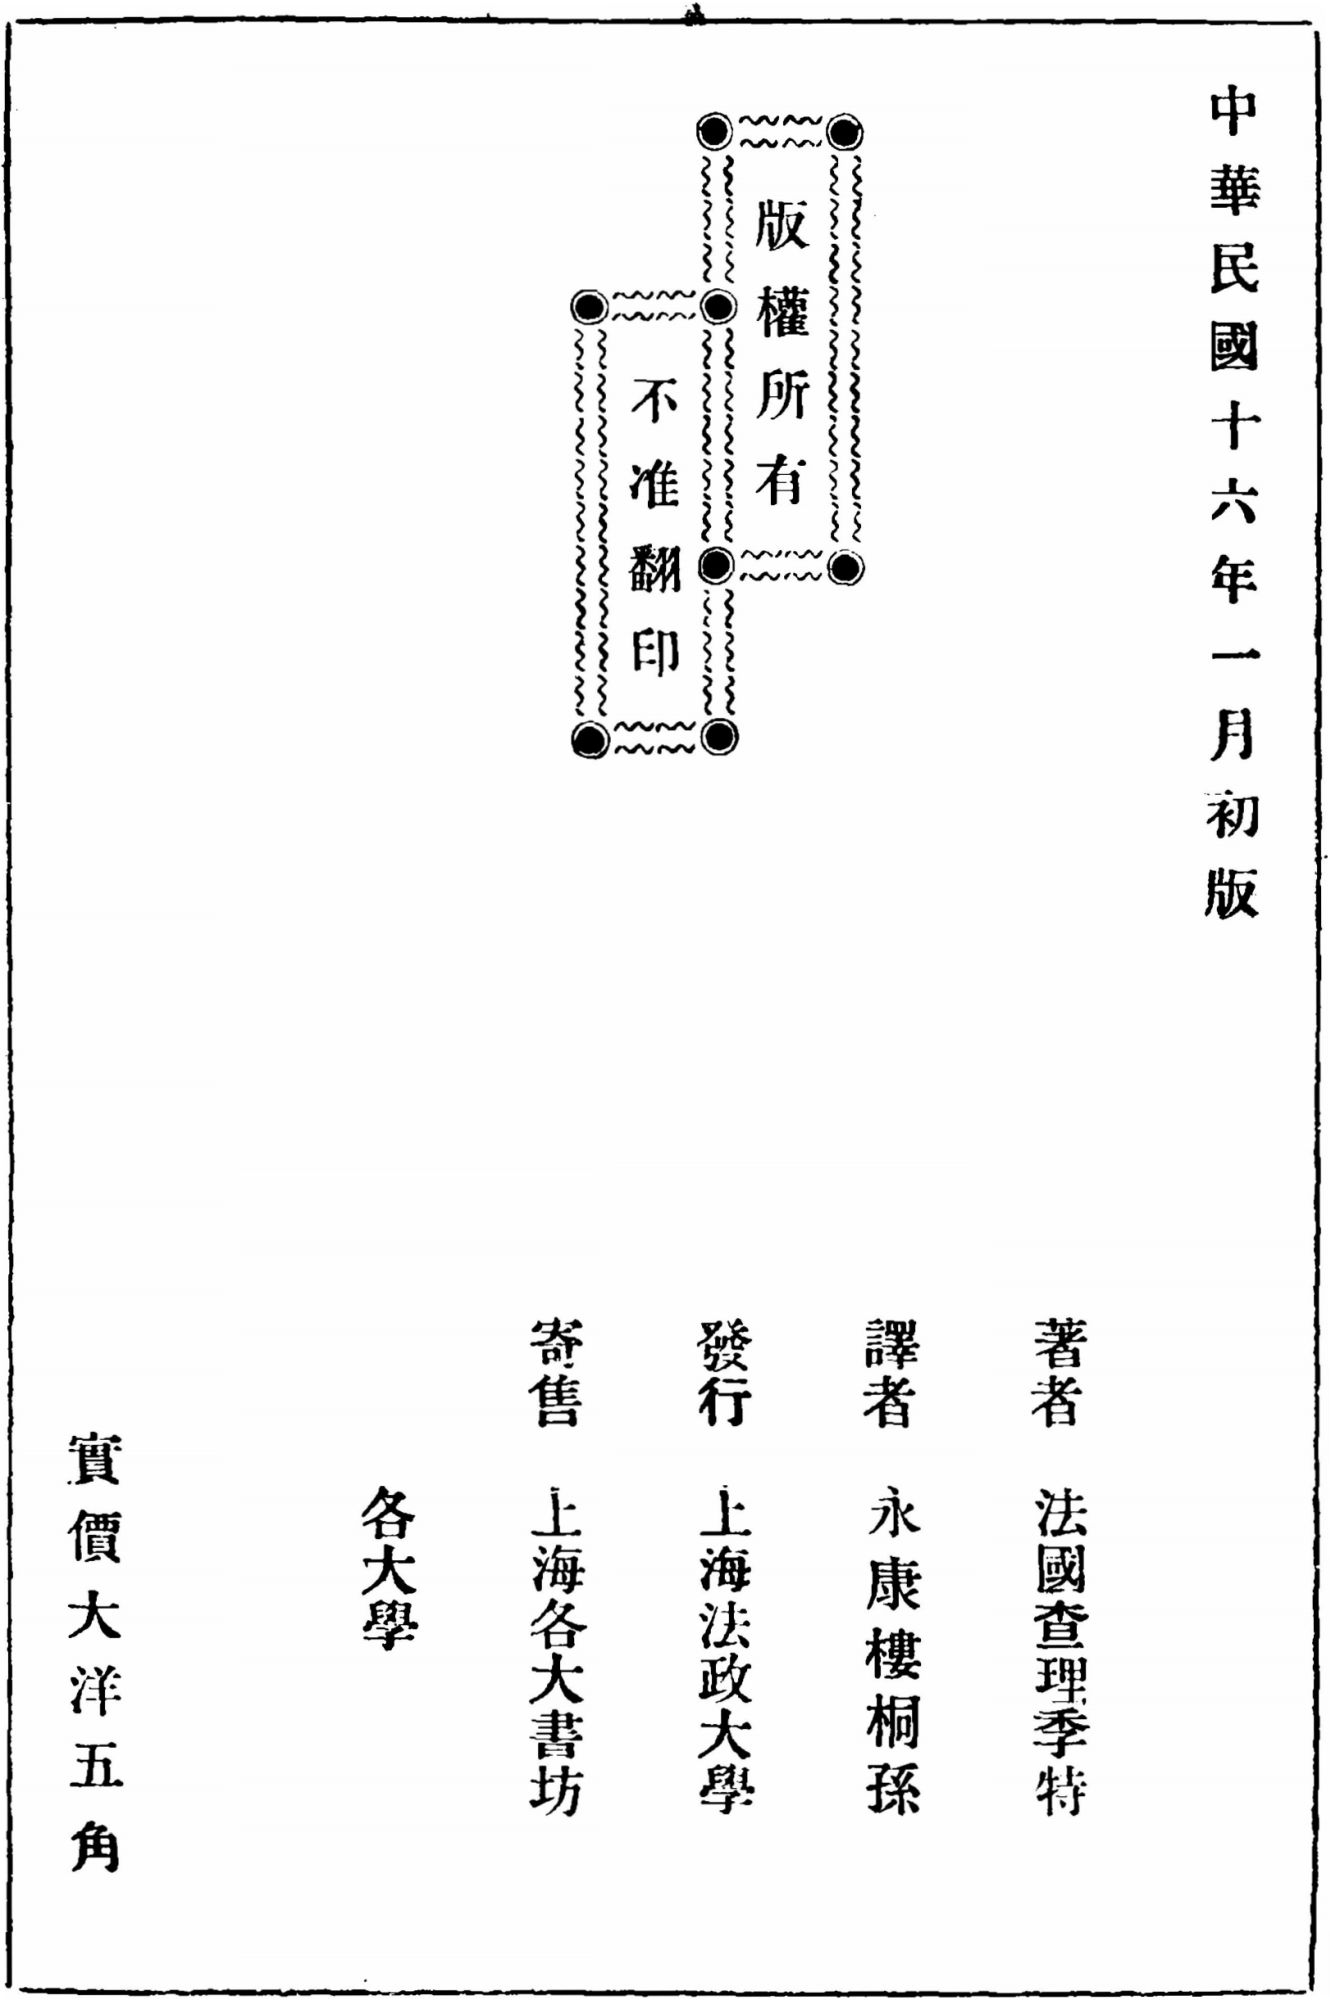 中華民國十六年一月初版
版權所有
不准翻印
著者　法國查理季特
譯者　永康樓桐孫
發行　上海法政大學
寄售　上海各大書坊
各大學
實價大洋五角